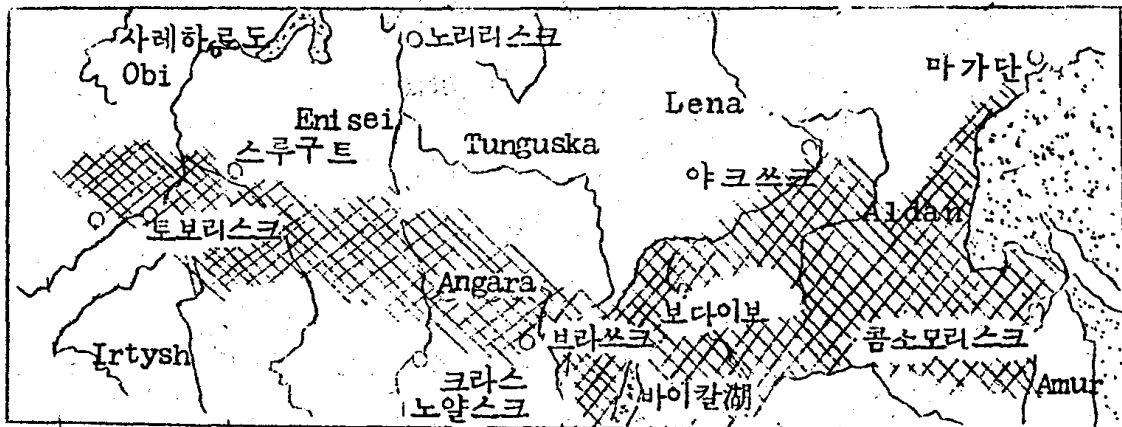 사레하르도
노리리스크
마가단
Obi
Lena
Enisei
스루구트
Tunguska
야크쓰크
토보리스크
Aldan
Angara
보다이보
브라쓰크
콤소모리스크
Irtysh
크라스
노얄스크
바이칼湖
Amur